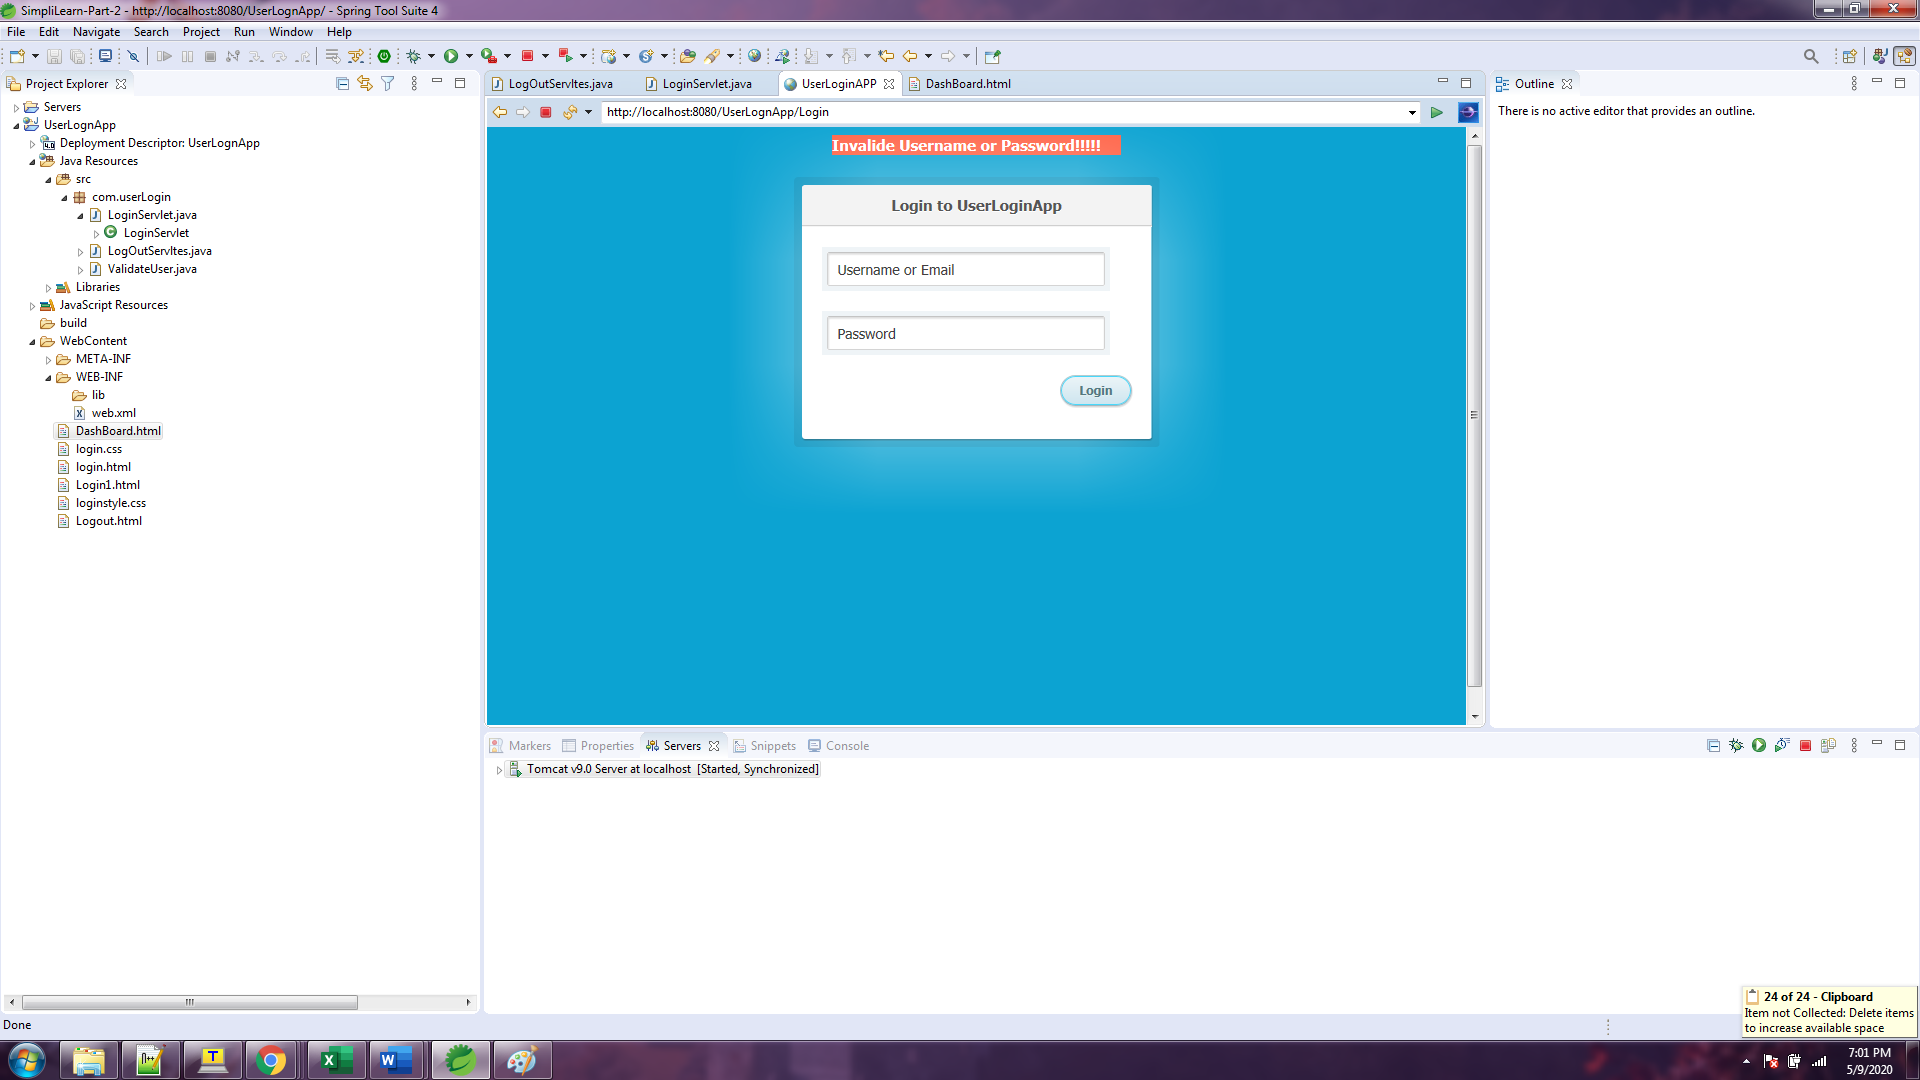 SimpliLearn-Part-2 - http://localhost:8080/UserLognApp/ - Spring Tool Suite 4
File Edit Navigate Search Project Run Window Help
Project Explorer
Servers
UserLognApp
Deployment Descriptor: UserLognApp
Java Resources
src
com.userLogin
LoginServlet.java
LoginServlet
LogOutServltes.java
ValidateUser.java
Libraries
JavaScript Resources
build
WebContent
META-INF
WEB-INF
lib
web.xml
DashBoard.html
login.css
login.html
Login1.html
loginstyle.css
Logout.html
LogOutServltes.java LoginServlet.java UserLoginAPP DashBoard.html
http://localhost:8080/UserLognApp/Login
Invalide Username or Password!!!!!
Login to UserLoginApp
Username or Email
Password
Login
Outline
There is no active editor that provides an outline.
Markers Properties Servers Snippets Console
Tomcat v9.0 Server at localhost [Started, Synchronized]
24 of 24 - Clipboard
Item not Collected: Delete items
to increase available space
Done
7:01 PM
5/9/2020